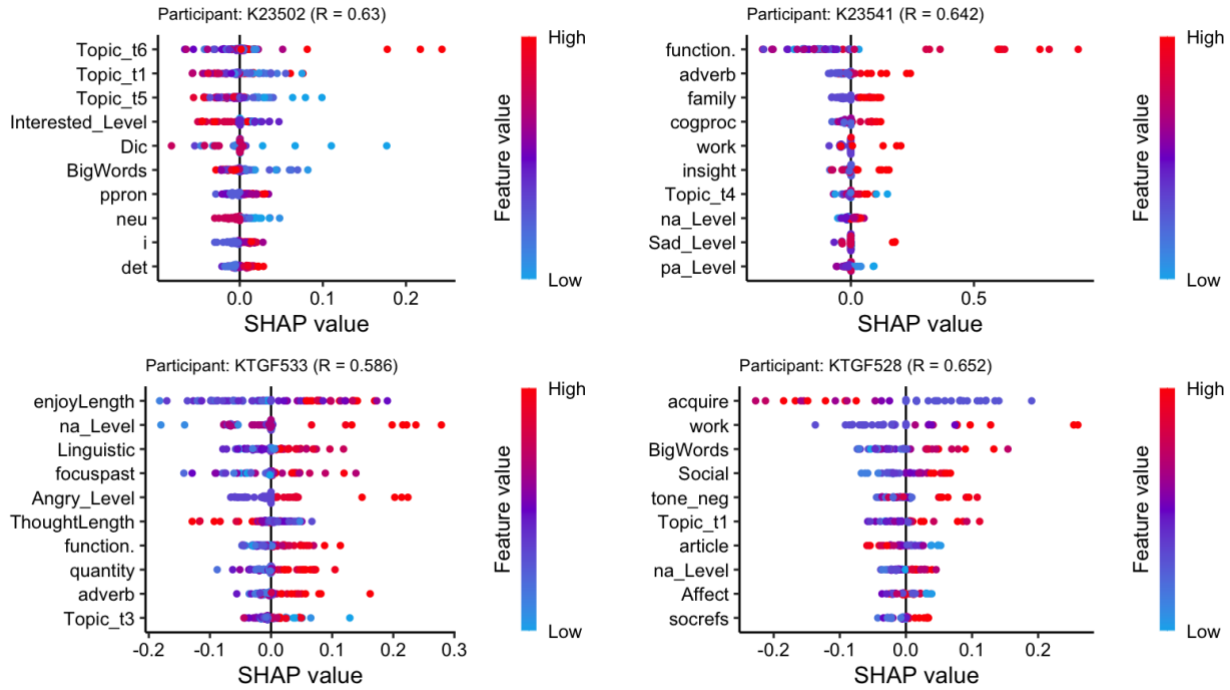 Participant: K23502 (R = 0.63)
Topic_t6
Topic_t1
Topic_t5
Interested_Level
Dic
BigWords
ppron
neu
i
det
0.0 0.1 0.2
SHAP value
High
Feature value
Low
Participant: K23541 (R = 0.642)
function.
adverb
family
cogproc
work
insight
Topic_t4
na_Level
Sad_Level
pa_Level
0.0 0.5
SHAP value
High
Feature value
Low
Participant: KTGF533 (R = 0.586)
enjoyLength
na_Level
Linguistic
focuspast
Angry_Level
ThoughtLength
function.
quantity
adverb
Topic_t3
-0.2 -0.1 0.0 0.1 0.2 0.3
SHAP value
High
Feature value
Low
Participant: KTGF528 (R = 0.652)
acquire
work
BigWords
Social
tone_neg
Topic_t1
article
na_Level
Affect
socrefs
-0.2 -0.1 0.0 0.1 0.2
SHAP value
High
Feature value
Low